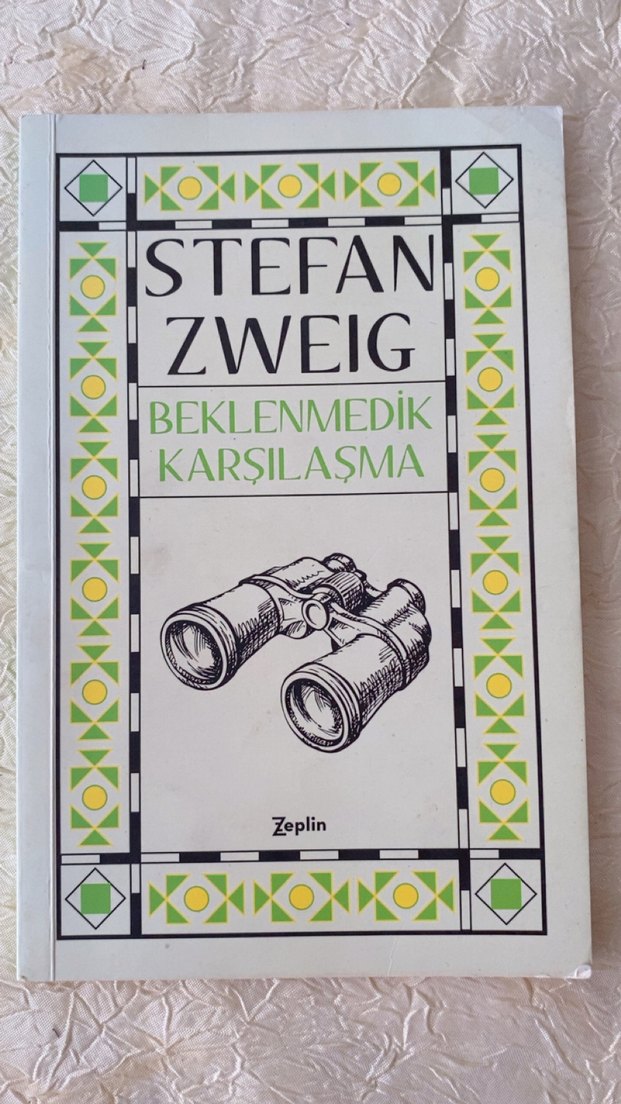 STEFAN
ZWEIG
BEKLENMEDİK
KARŞILAŞMA
Zeplin